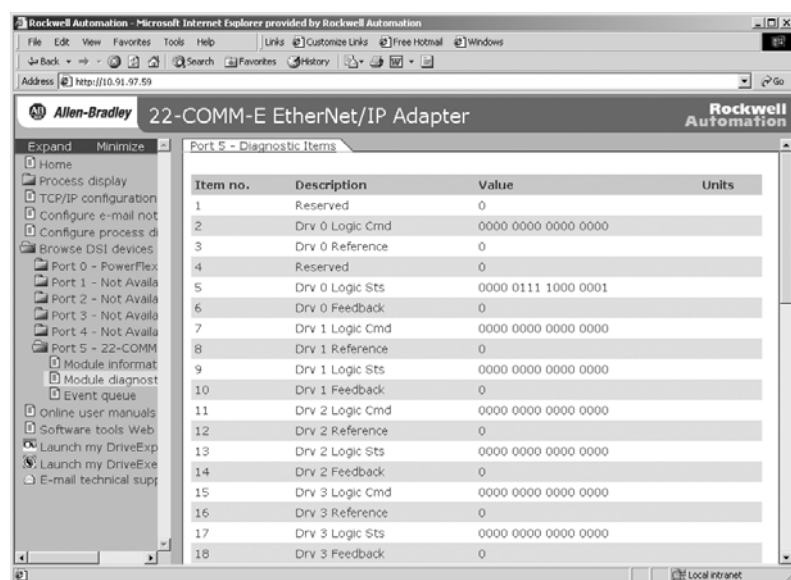 Rockwell Automation - Microsoft Internet Explorer provided by Rockwell Automation
File Edit View Favorites Tools Help Links Customize Links Free Hotmail Windows
Back Search Favorites History
Address http://10.91.97.59 Go
AB Allen-Bradley 22-COMM-E EtherNet/IP Adapter Rockwell Automation
Expand Minimize
Home
Process display
TCP/IP configuration
Configure e-mail not
Configure process di
Browse DSI devices
Port 0 - PowerFlex
Port 1 - Not Availa
Port 2 - Not Availa
Port 3 - Not Availa
Port 4 - Not Availa
Port 5 - 22-COMM
Module informat
Module diagnost
Event queue
Online user manuals
Software tools Web
Launch my DriveExp
Launch my DriveExe
E-mail technical supp
Port 5 - Diagnostic Items
Item no. Description Value Units
1 Reserved 0
2 Drv 0 Logic Cmd 0000 0000 0000 0000
3 Drv 0 Reference 0
4 Reserved 0
5 Drv 0 Logic Sts 0000 0111 1000 0001
6 Drv 0 Feedback 0
7 Drv 1 Logic Cmd 0000 0000 0000 0000
8 Drv 1 Reference 0
9 Drv 1 Logic Sts 0000 0000 0000 0000
10 Drv 1 Feedback 0
11 Drv 2 Logic Cmd 0000 0000 0000 0000
12 Drv 2 Reference 0
13 Drv 2 Logic Sts 0000 0000 0000 0000
14 Drv 2 Feedback 0
15 Drv 3 Logic Cmd 0000 0000 0000 0000
16 Drv 3 Reference 0
17 Drv 3 Logic Sts 0000 0000 0000 0000
18 Drv 3 Feedback 0
Local intranet